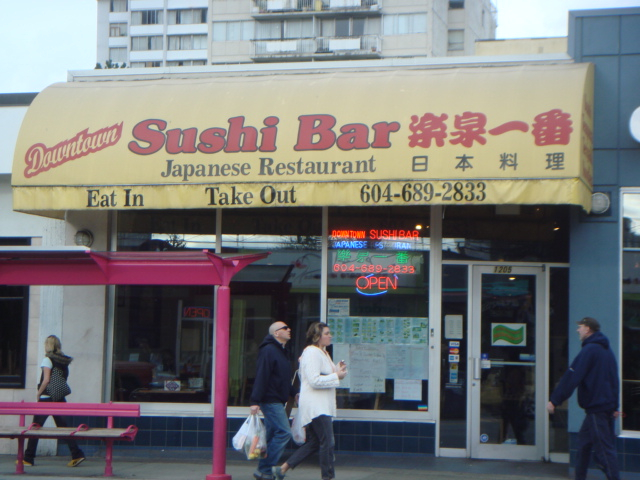 Downtown
Sushi Bar 楽泉一番
Japanese Restaurant 日本料理
Eat In Take Out 604-689-2833
DOWNTOWN SUSHI BAR
JAPANESE
604-689-2833
OPEN
1205